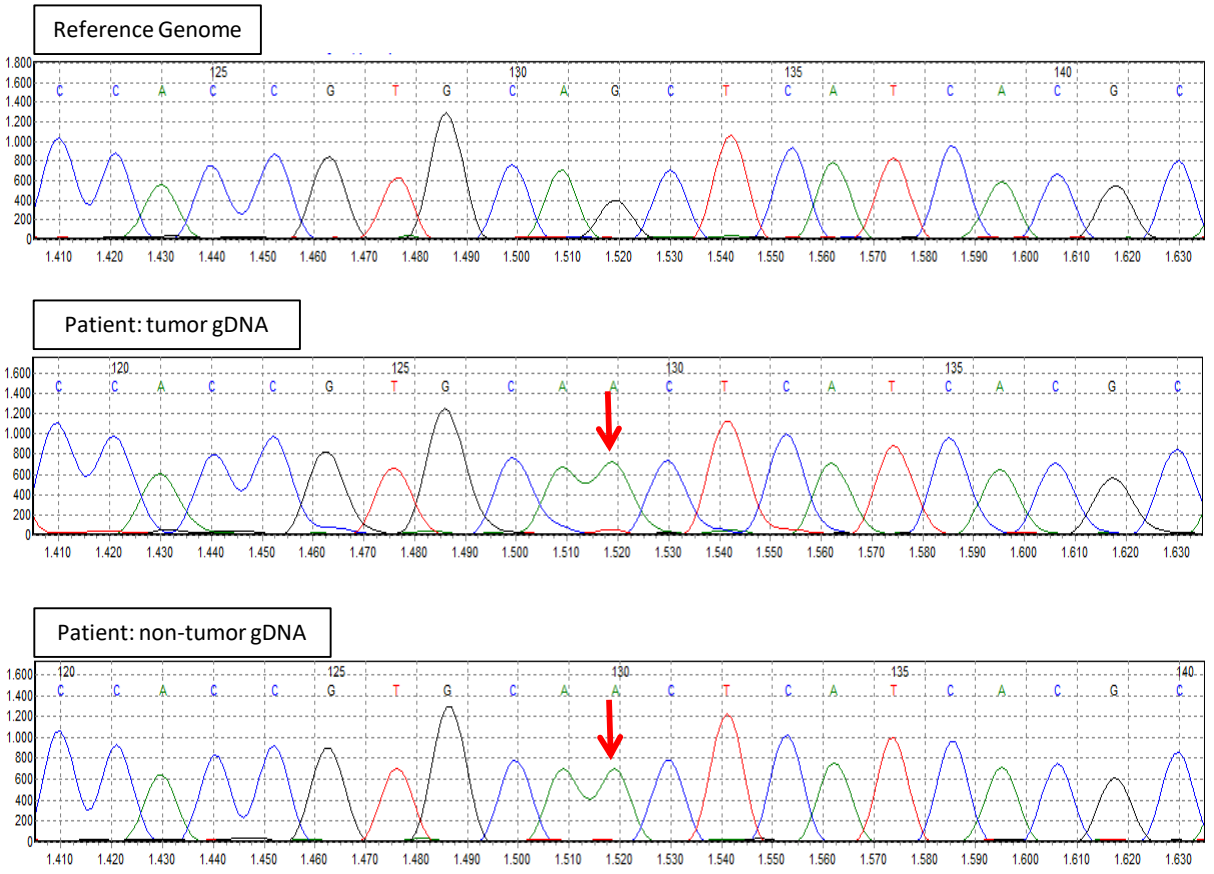 Reference Genome
1.800
125 130 135 140
1.600
C C A C C G T G C A G C T C A T C A C G C
1.400
1.200
1.000
800
600
400
200
0
1.410 1.420 1.430 1.440 1.450 1.460 1.470 1.480 1.490 1.500 1.510 1.520 1.530 1.540 1.550 1.560 1.570 1.580 1.590 1.600 1.610 1.620 1.630
Patient: tumor gDNA
120 125 130 135
1.600
C C A C C G T G C A A C T C A T C A C G C
1.400
1.200
1.000
800
600
400
200
0
1.410 1.420 1.430 1.440 1.450 1.460 1.470 1.480 1.490 1.500 1.510 1.520 1.530 1.540 1.550 1.560 1.570 1.580 1.590 1.600 1.610 1.620 1.630
Patient: non-tumor gDNA
120 125 130 135 140
1.600
C C A C C G T G C A A C T C A T C A C G C
1.400
1.200
1.000
800
600
400
200
0
1.410 1.420 1.430 1.440 1.450 1.460 1.470 1.480 1.490 1.500 1.510 1.520 1.530 1.540 1.550 1.560 1.570 1.580 1.590 1.600 1.610 1.620 1.630